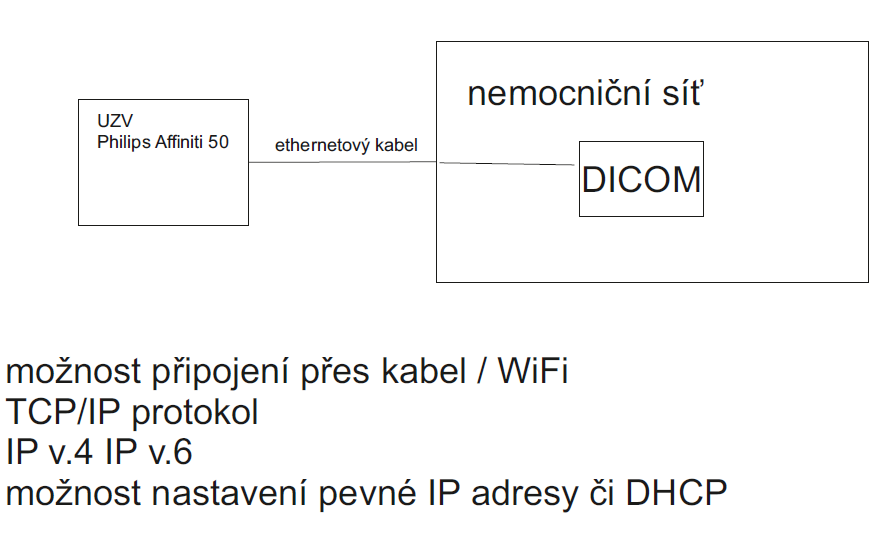 nemocniční síť
UZV
Philips Affiniti 50
ethernetový kabel
DICOM
možnost připojení přes kabel / WiFi
TCP/IP protokol
IP v.4 IP v.6
možnost nastavení pevné IP adresy či DHCP